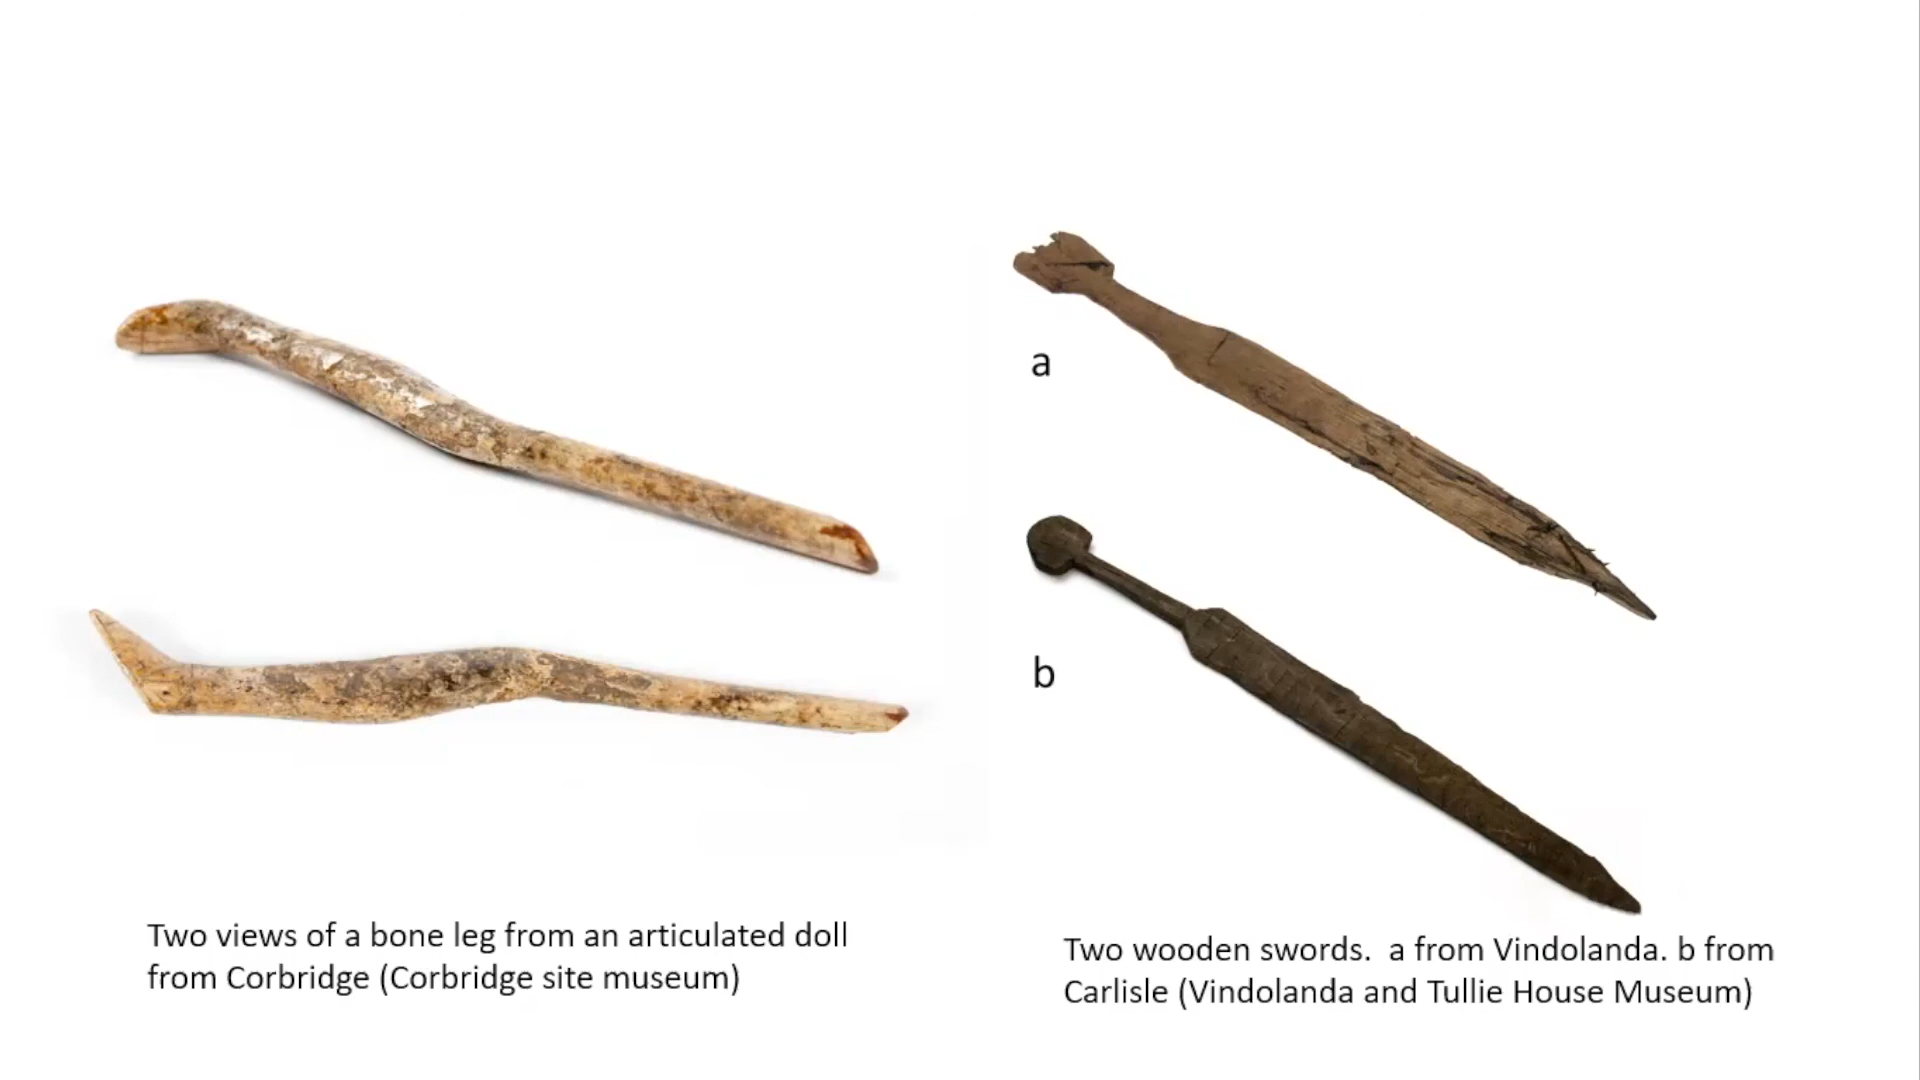 a
b
Two views of a bone leg from an articulated doll
from Corbridge (Corbridge site museum)
Two wooden swords.  a from Vindolanda. b from
Carlisle (Vindolanda and Tullie House Museum)